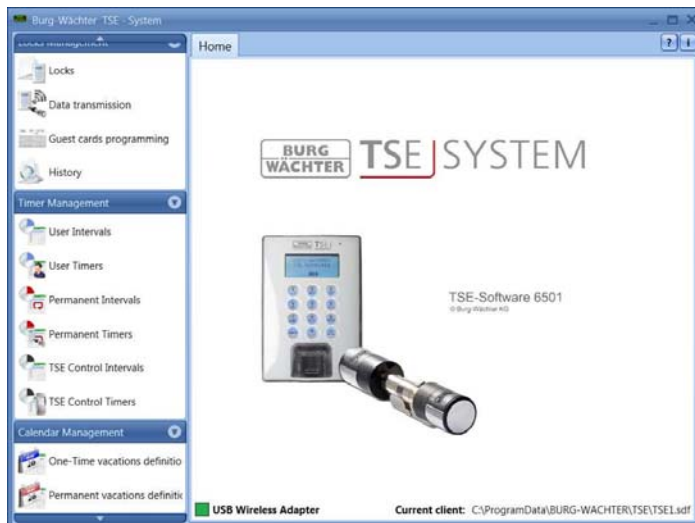 Burg-Wächter TSE - System
Locks Management
Locks
Data transmission
Guest cards programming
History
Timer Management
User Intervals
User Timers
Permanent Intervals
Permanent Timers
TSE Control Intervals
TSE Control Timers
Calendar Management
One-Time vacations definitio
Permanent vacations definitic
Home
? i
BURG
WÄCHTER
TSE SYSTEM
TSE-Software 6501
© Burg-Wächter KG
USB Wireless Adapter
Current client: C:\ProgramData\BURG-WACHTER\TSE\TSE1.sdf